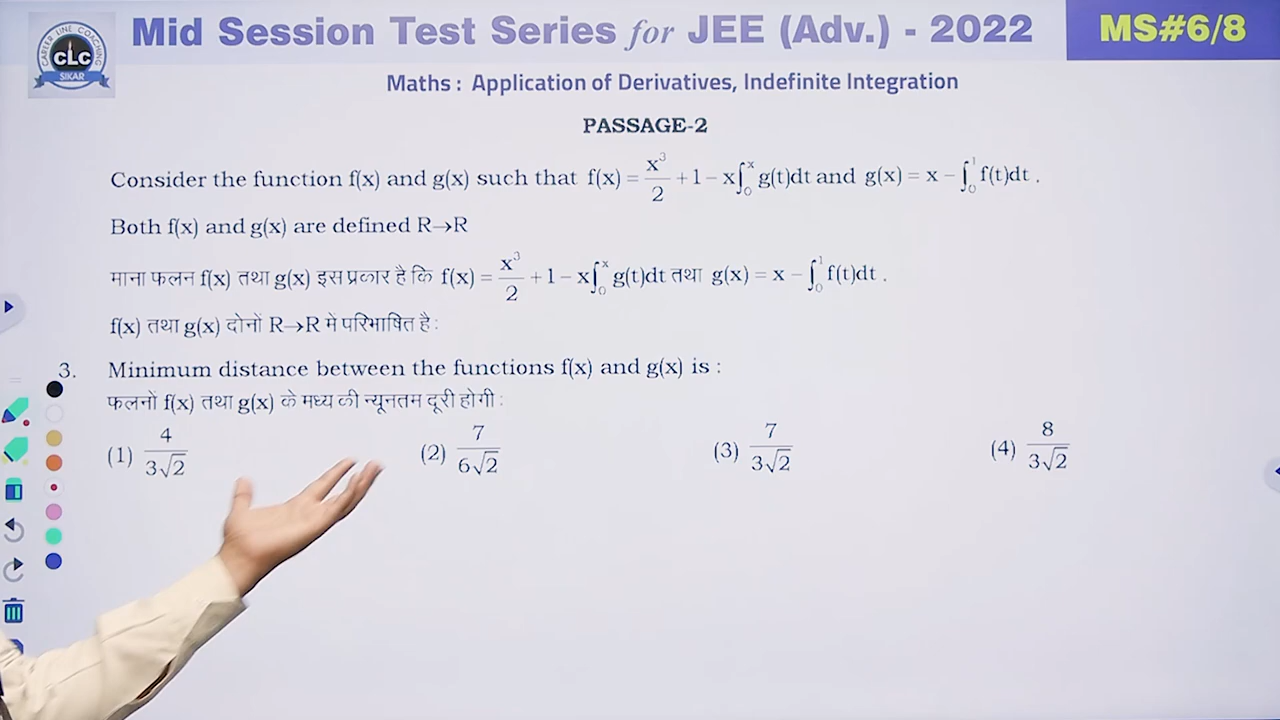 Mid Session Test Series for JEE (Adv.) - 2022
MS#6/8
CAREER LINE COACHING
CLC
SIKAR
Maths : Application of Derivatives, Indefinite Integration
PASSAGE-2
Consider the function f(x) and g(x) such that f(x) = x³/2 + 1 – x∫₀ˣ g(t)dt and g(x) = x – ∫₀¹ f(t)dt .
Both f(x) and g(x) are defined R→R
माना फलन f(x) तथा g(x) इस प्रकार है कि f(x) = x³/2 + 1 – x∫₀ˣ g(t)dt तथा g(x) = x – ∫₀¹ f(t)dt .
f(x) तथा g(x) दोनों R→R में परिभाषित है :
3. Minimum distance between the functions f(x) and g(x) is :
फलनों f(x) तथा g(x) के मध्य की न्यूनतम दूरी होगी :
(1) 4/3√2 (2) 7/6√2 (3) 7/3√2 (4) 8/3√2